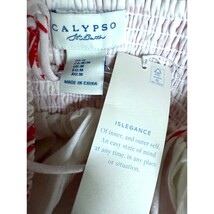 CALYPSO
St. Barth
MADE IN CHINA
ISLEGANCE
Of inner, and outer self.
An easy state of mind
at any time, in any place
or situation.